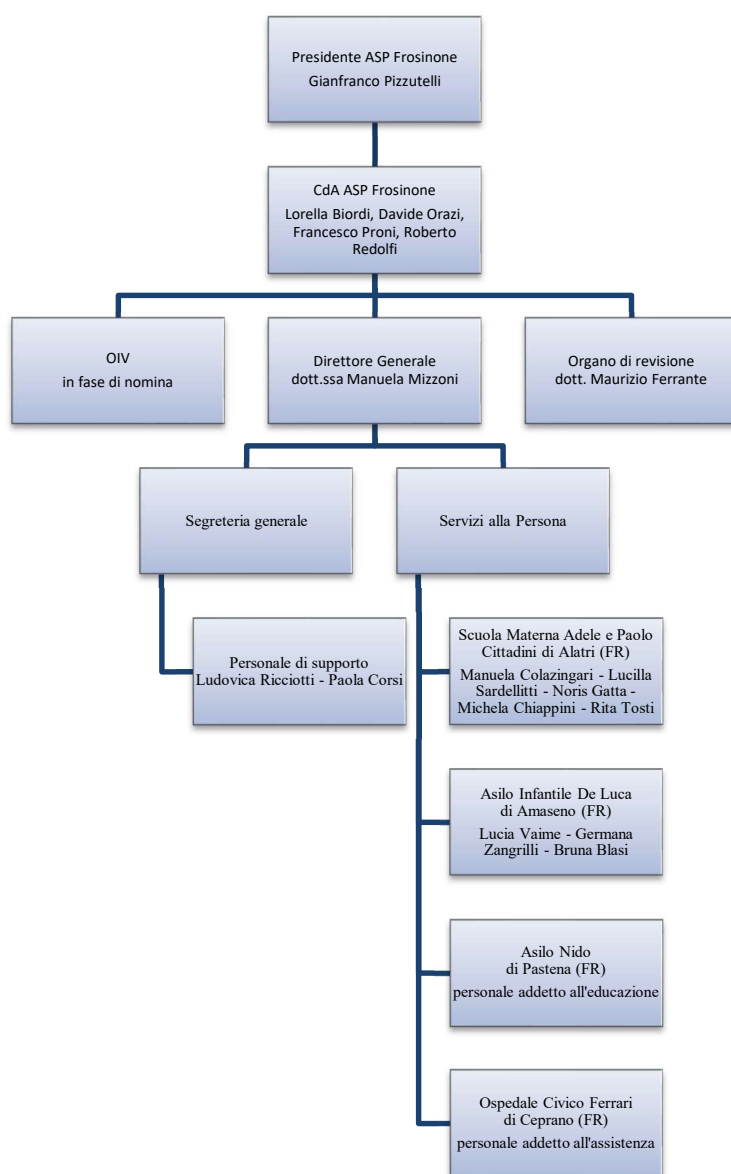 Presidente ASP Frosinone
Gianfranco Pizzutelli
CdA ASP Frosinone
Lorella Biordi, Davide Orazi,
Francesco Proni, Roberto
Redolfi
OIV
in fase di nomina
Direttore Generale
dott.ssa Manuela Mizzoni
Organo di revisione
dott. Maurizio Ferrante
Segreteria generale
Servizi alla Persona
Personale di supporto
Ludovica Ricciotti - Paola Corsi
Scuola Materna Adele e Paolo
Cittadini di Alatri (FR)
Manuela Colazingari - Lucilla
Sardellitti - Noris Gatta -
Michela Chiappini - Rita Tosti
Asilo Infantile De Luca
di Amaseno (FR)
Lucia Vaime - Germana
Zangrilli - Bruna Blasi
Asilo Nido
di Pastena (FR)
personale addetto all'educazione
Ospedale Civico Ferrari
di Ceprano (FR)
personale addetto all'assistenza